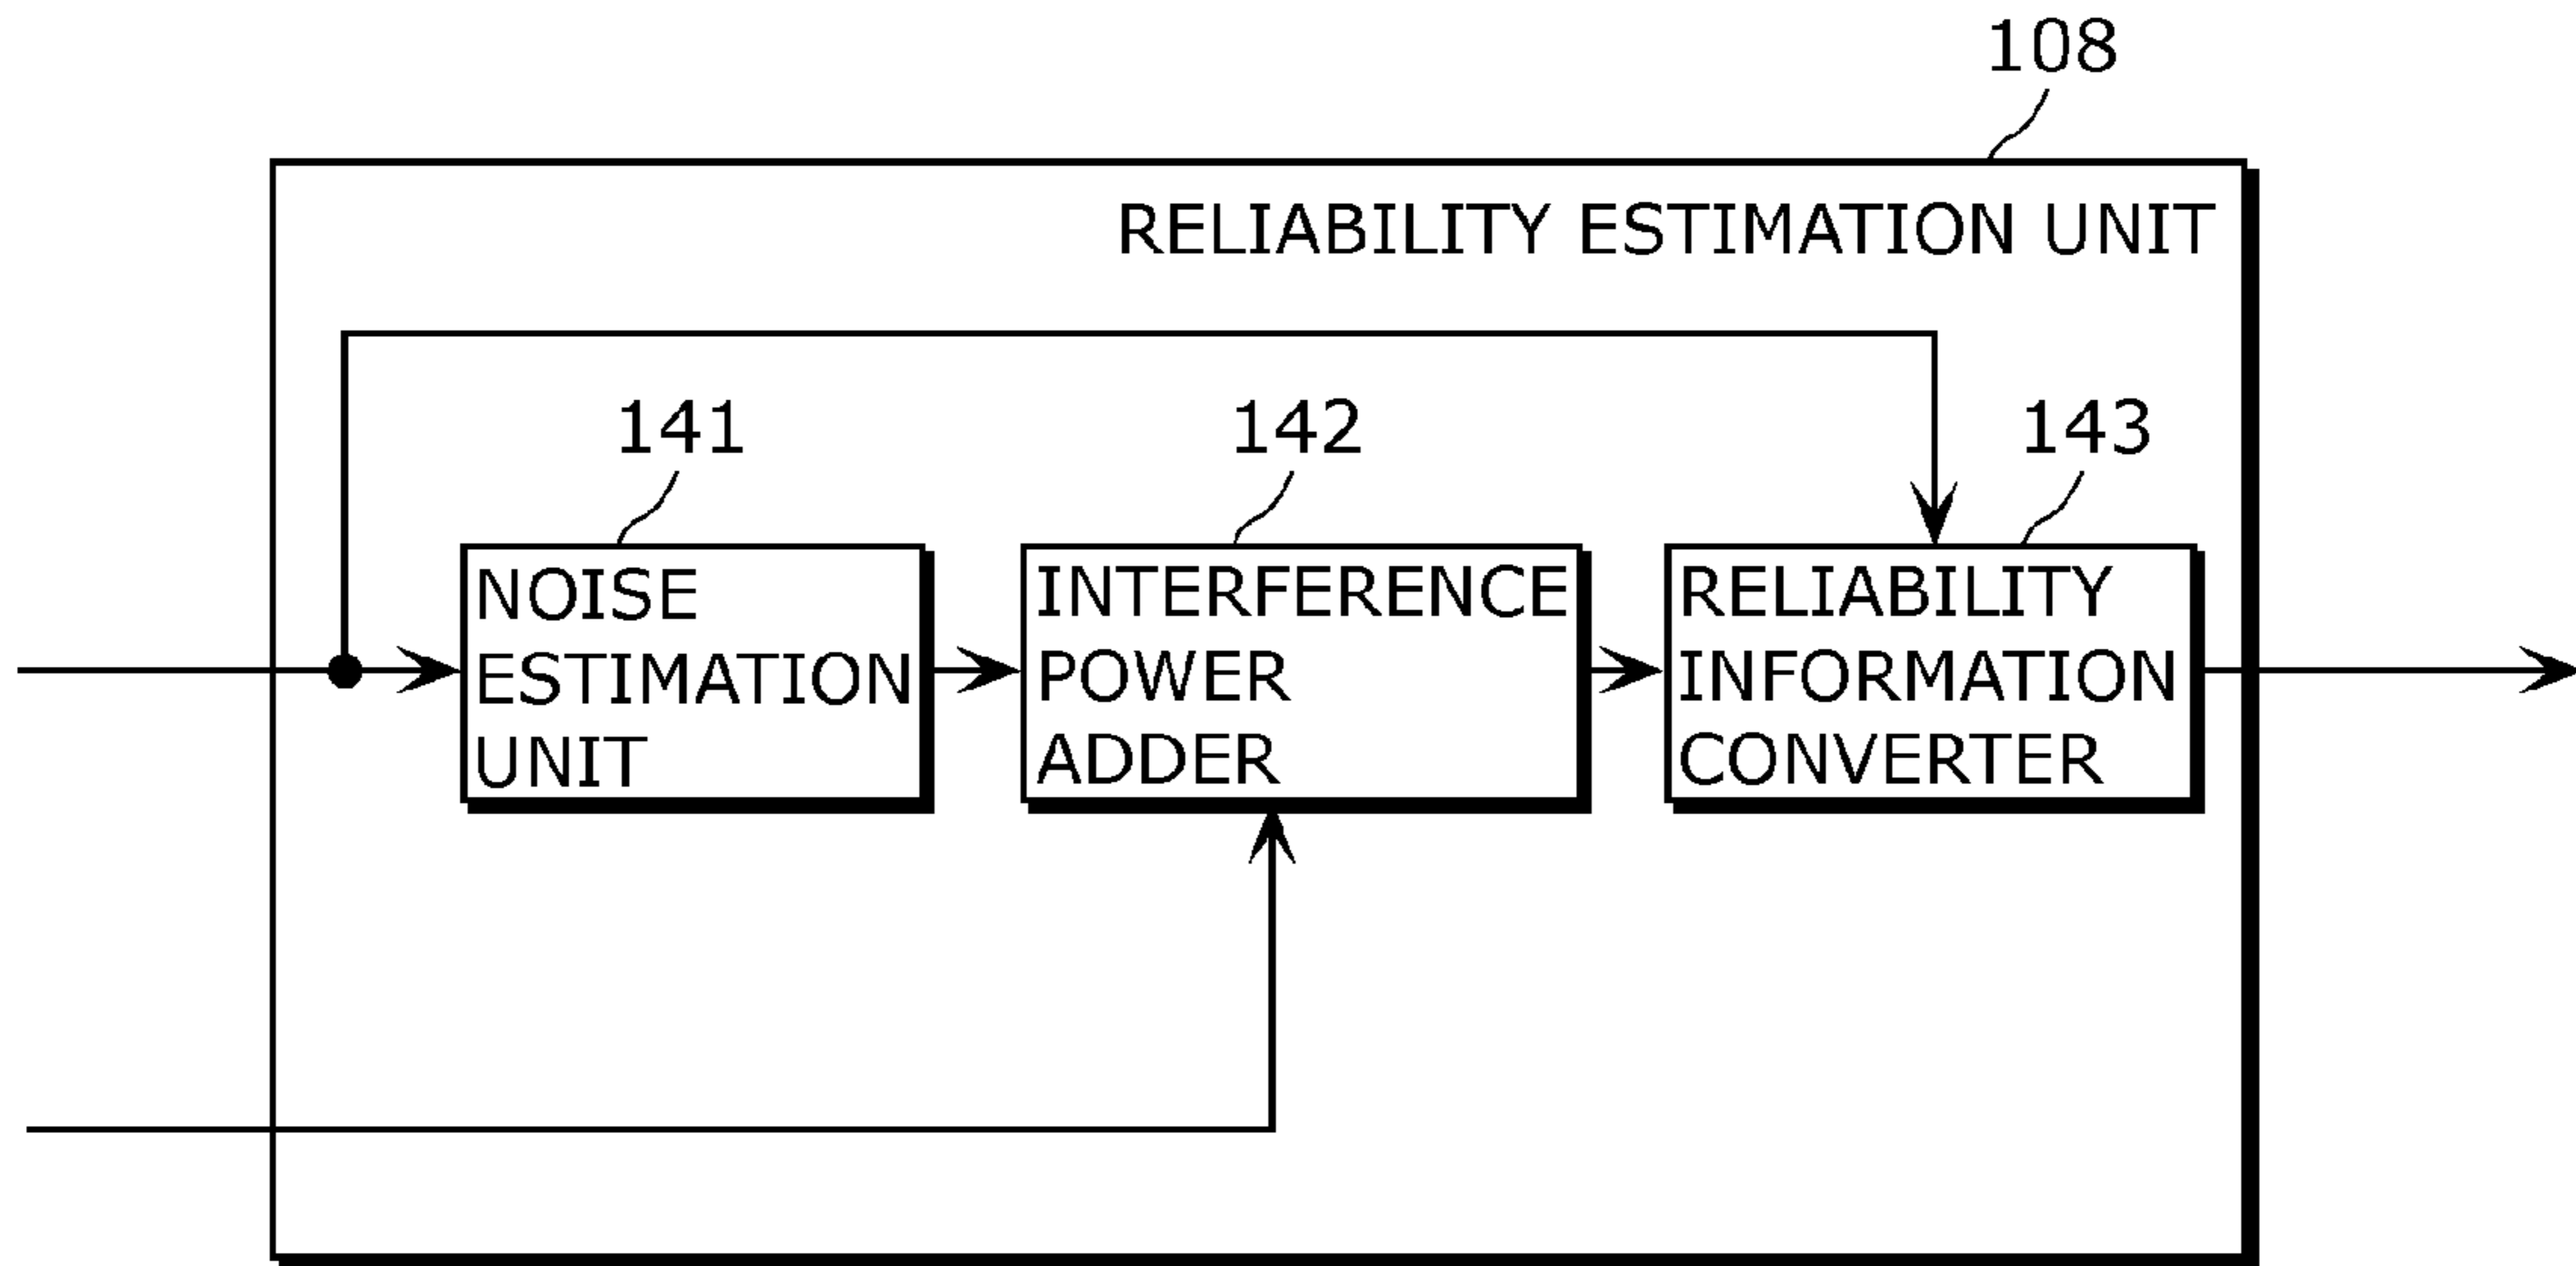 108
RELIABILITY ESTIMATION UNIT
141
142
143
NOISE
ESTIMATION
UNIT
INTERFERENCE
POWER
ADDER
RELIABILITY
INFORMATION
CONVERTER